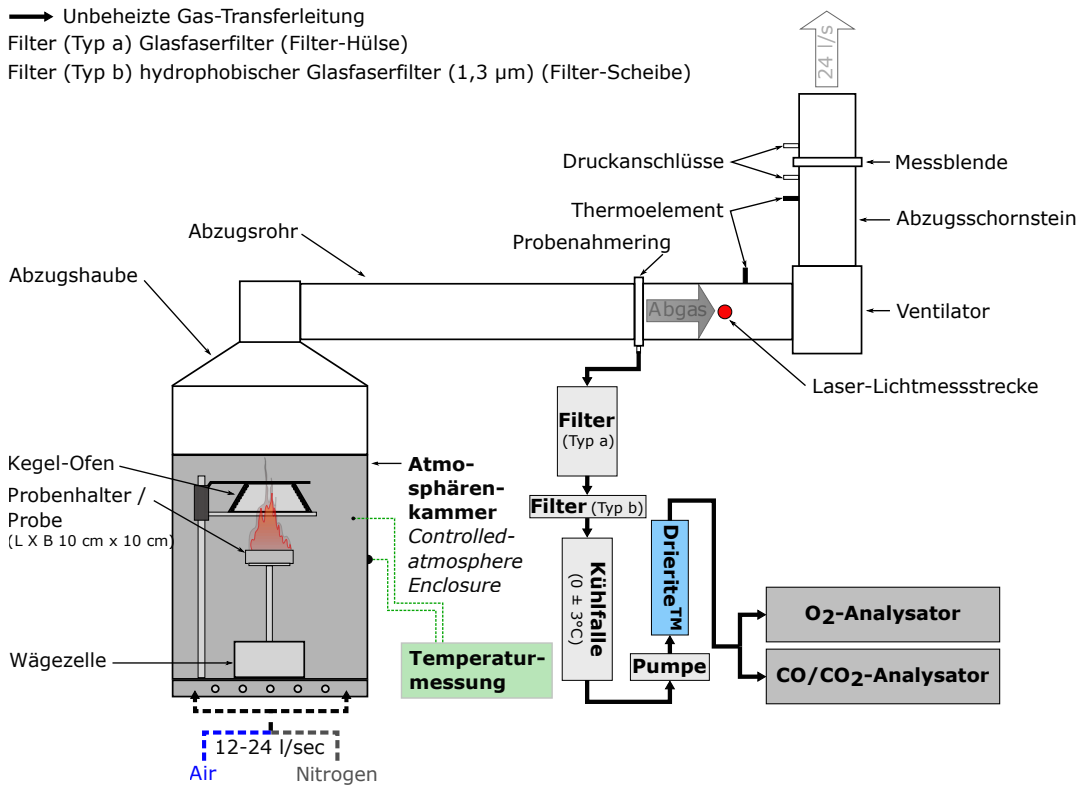 Unbeheizte Gas-Transferleitung
Filter (Typ a) Glasfaserfilter (Filter-Hülse)
Filter (Typ b) hydrophobischer Glasfaserfilter (1,3 µm) (Filter-Scheibe)
24 l/s
Druckanschlüsse
Messblende
Thermoelement
Abzugsschornstein
Abzugsrohr
Probenahmering
Abzugshaube
Abgas
Ventilator
Laser-Lichtmessstrecke
Filter
(Typ a)
Kegel-Ofen
Atmo-
sphären-
kammer
Controlled-
atmosphere
Enclosure
Probenhalter /
Probe
(L X B 10 cm x 10 cm)
Filter (Typ b)
Kühlfalle
(0 ± 3°C)
Drierite™
O2-Analysator
Wägezelle
Temperatur-
messung
Pumpe
CO/CO2-Analysator
12-24 l/sec
Air
Nitrogen